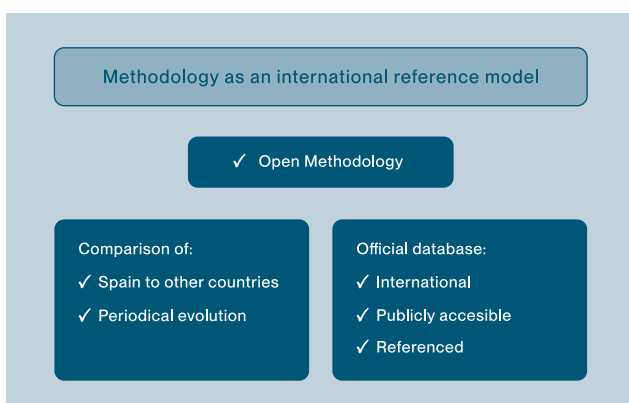 Methodology as an international reference model
✓ Open Methodology
Comparison of:
✓ Spain to other countries
✓ Periodical evolution
Official database:
✓ International
✓ Publicly accesible
✓ Referenced